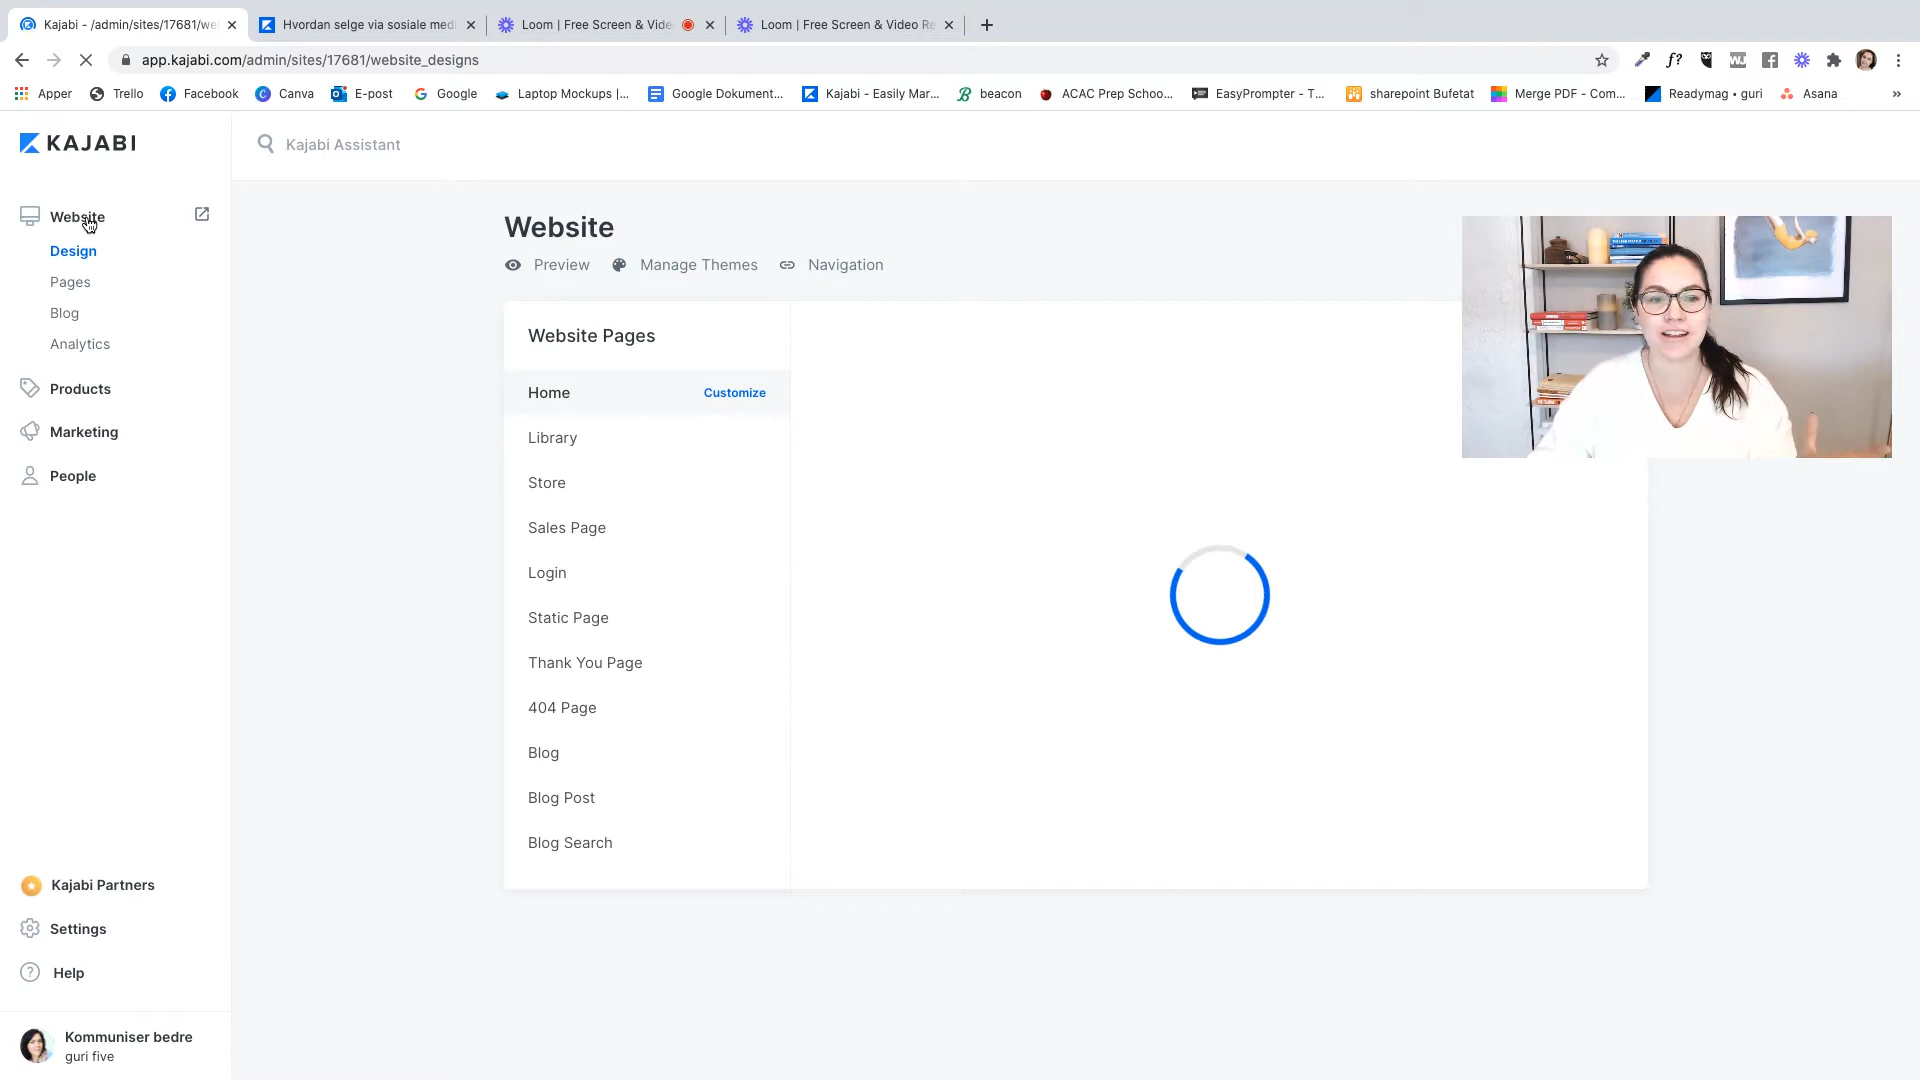 Kajabi - /admin/sites/17681/we
Hvordan selge via sosiale medi
Loom | Free Screen & Vide
Loom | Free Screen & Video Re
app.kajabi.com/admin/sites/17681/website_designs
Apper
Trello
Facebook
Canva
E-post
Google
Laptop Mockups |...
Google Dokument...
Kajabi - Easily Mar...
beacon
ACAC Prep Schoo...
EasyPrompter - T...
sharepoint Bufetat
Merge PDF - Com...
Readymag • guri
Asana
»
KAJABI
Kajabi Assistant
Website
Design
Pages
Blog
Analytics
Products
Marketing
People
Kajabi Partners
Settings
Help
Kommuniser bedre
guri five
Website
Preview
Manage Themes
Navigation
Website Pages
Home
Customize
Library
Store
Sales Page
Login
Static Page
Thank You Page
404 Page
Blog
Blog Post
Blog Search